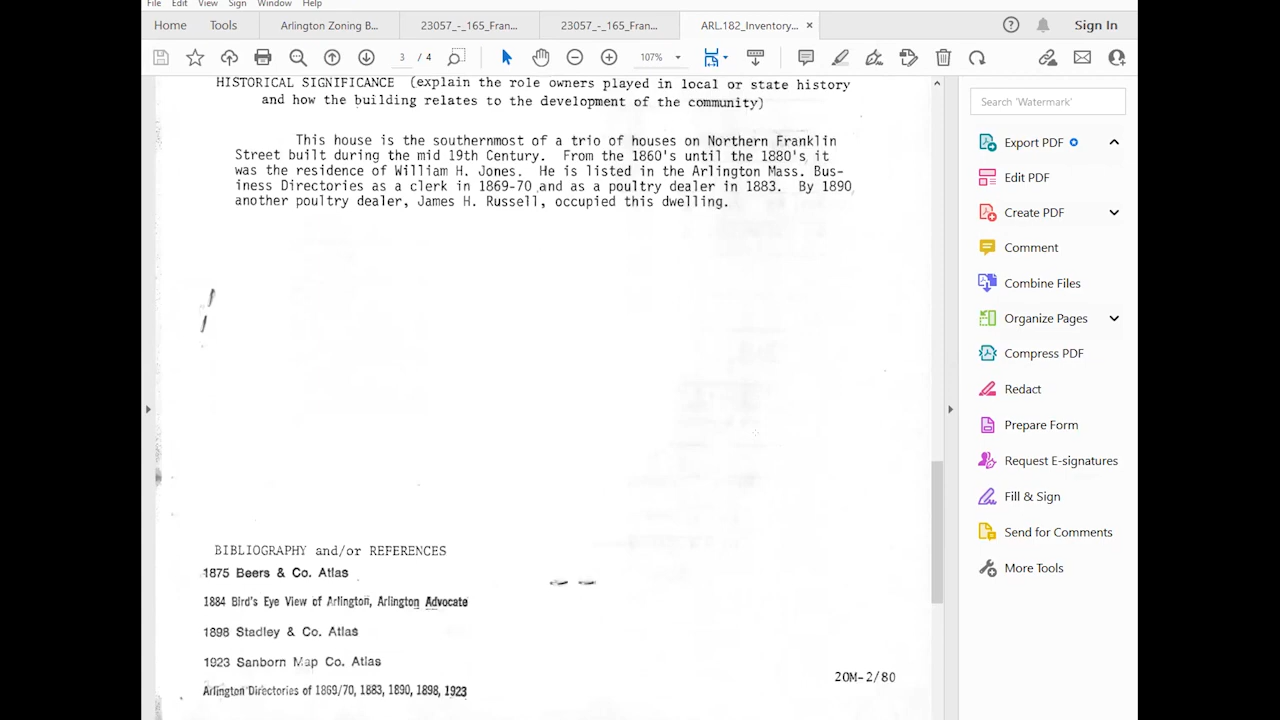 File Edit View Sign Window Help
Home Tools Arlington Zoning B... 23057_-_165_Fran... 23057_-_165_Fran... ARL.182_Inventory... × Sign In
3 / 4 107%
HISTORICAL SIGNIFICANCE (explain the role owners played in local or state history
and how the building relates to the development of the community)
This house is the southernmost of a trio of houses on Northern Franklin
Street built during the mid 19th Century. From the 1860's until the 1880's it
was the residence of William H. Jones. He is listed in the Arlington Mass. Bus-
iness Directories as a clerk in 1869-70 and as a poultry dealer in 1883. By 1890
another poultry dealer, James H. Russell, occupied this dwelling.
BIBLIOGRAPHY and/or REFERENCES
1875 Beers & Co. Atlas
1884 Bird's Eye View of Arlington, Arlington Advocate
1898 Stadley & Co. Atlas
1923 Sanborn Map Co. Atlas
Arlington Directories of 1869/70, 1883, 1890, 1898, 1923
20M-2/80
Search 'Watermark'
Export PDF
Edit PDF
Create PDF
Comment
Combine Files
Organize Pages
Compress PDF
Redact
Prepare Form
Request E-signatures
Fill & Sign
Send for Comments
More Tools